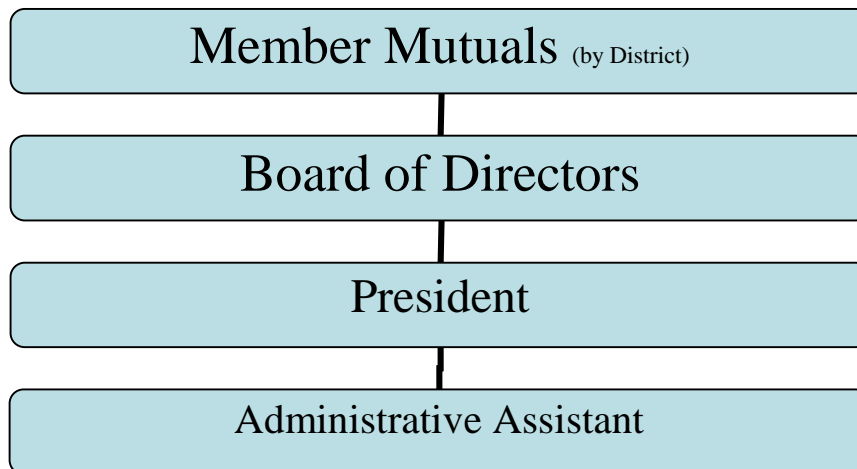 Member Mutuals (by District)
Board of Directors
President
Administrative Assistant